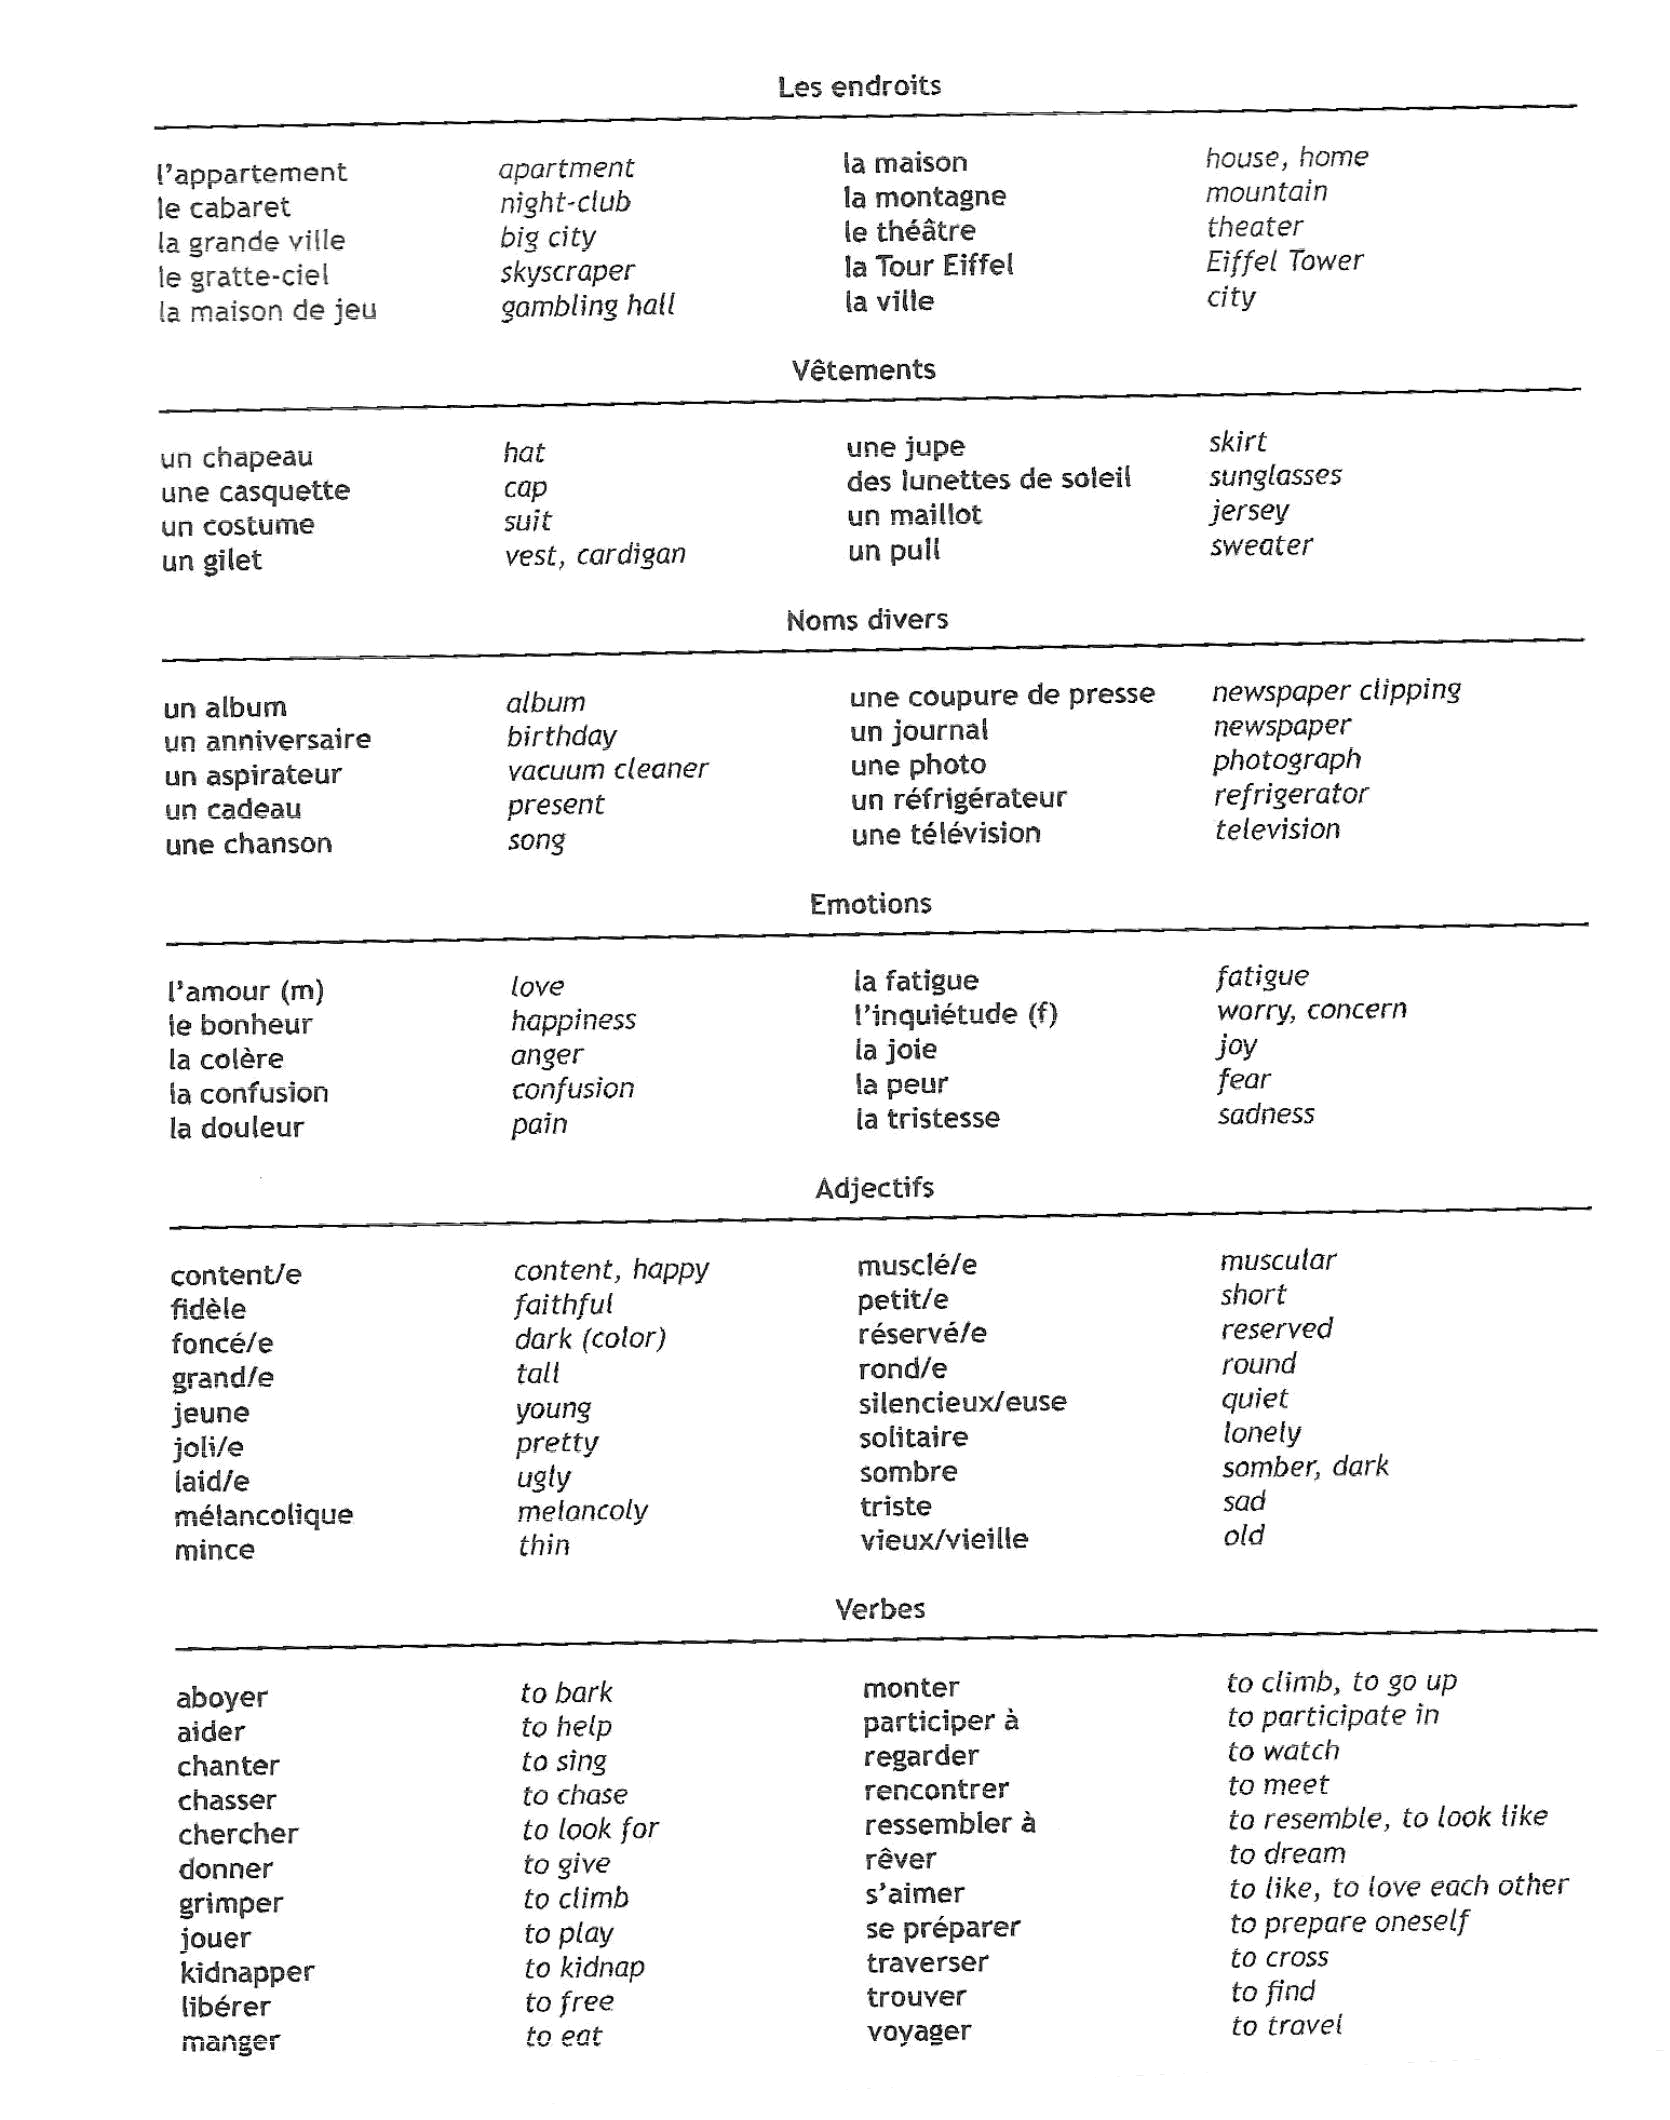 Les endroits
l'appartement apartment la maison house, home
le cabaret night-club la montagne mountain
la grande ville big city le théâtre theater
le gratte-ciel skyscraper la Tour Eiffel Eiffel Tower
la maison de jeu gambling hall la ville city
Vêtements
un chapeau hat une jupe skirt
une casquette cap des lunettes de soleil sunglasses
un costume suit un maillot jersey
un gilet vest, cardigan un pull sweater
Noms divers
un album album une coupure de presse newspaper clipping
un anniversaire birthday un journal newspaper
un aspirateur vacuum cleaner une photo photograph
un cadeau present un réfrigérateur refrigerator
une chanson song une télévision television
Emotions
l'amour (m) love la fatigue fatigue
le bonheur happiness l'inquiétude (f) worry, concern
la colère anger la joie joy
la confusion confusion la peur fear
la douleur pain la tristesse sadness
Adjectifs
content/e content, happy musclé/e muscular
fidèle faithful petit/e short
foncé/e dark (color) réservé/e reserved
grand/e tall rond/e round
jeune young silencieux/euse quiet
joli/e pretty solitaire lonely
laid/e ugly sombre somber, dark
mélancolique melancoly triste sad
mince thin vieux/vieille old
Verbes
aboyer to bark monter to climb, to go up
aider to help participer à to participate in
chanter to sing regarder to watch
chasser to chase rencontrer to meet
chercher to look for ressembler à to resemble, to look like
donner to give rêver to dream
grimper to climb s'aimer to like, to love each other
jouer to play se préparer to prepare oneself
kidnapper to kidnap traverser to cross
libérer to free trouver to find
manger to eat voyager to travel